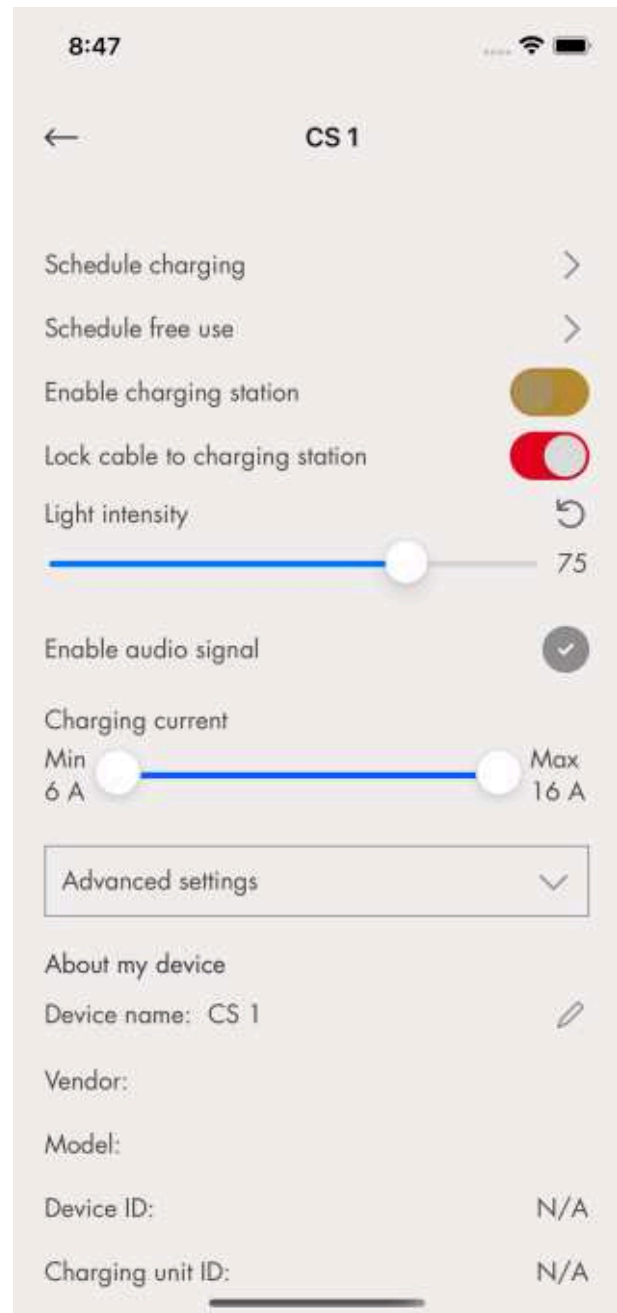 8:47
CS 1
Schedule charging
Schedule free use
Enable charging station
Lock cable to charging station
Light intensity
75
Enable audio signal
Charging current
Min Max
6 A 16 A
Advanced settings
About my device
Device name: CS 1
Vendor:
Model:
Device ID: N/A
Charging unit ID: N/A